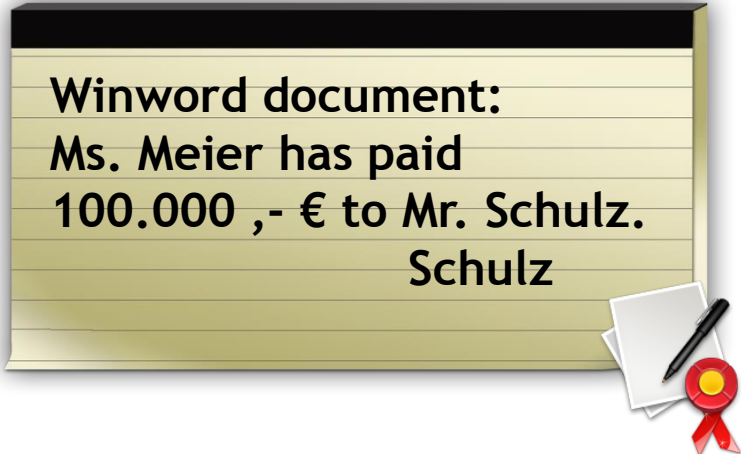 Winword document:
Ms. Meier has paid
100.000 ,- € to Mr. Schulz.
Schulz